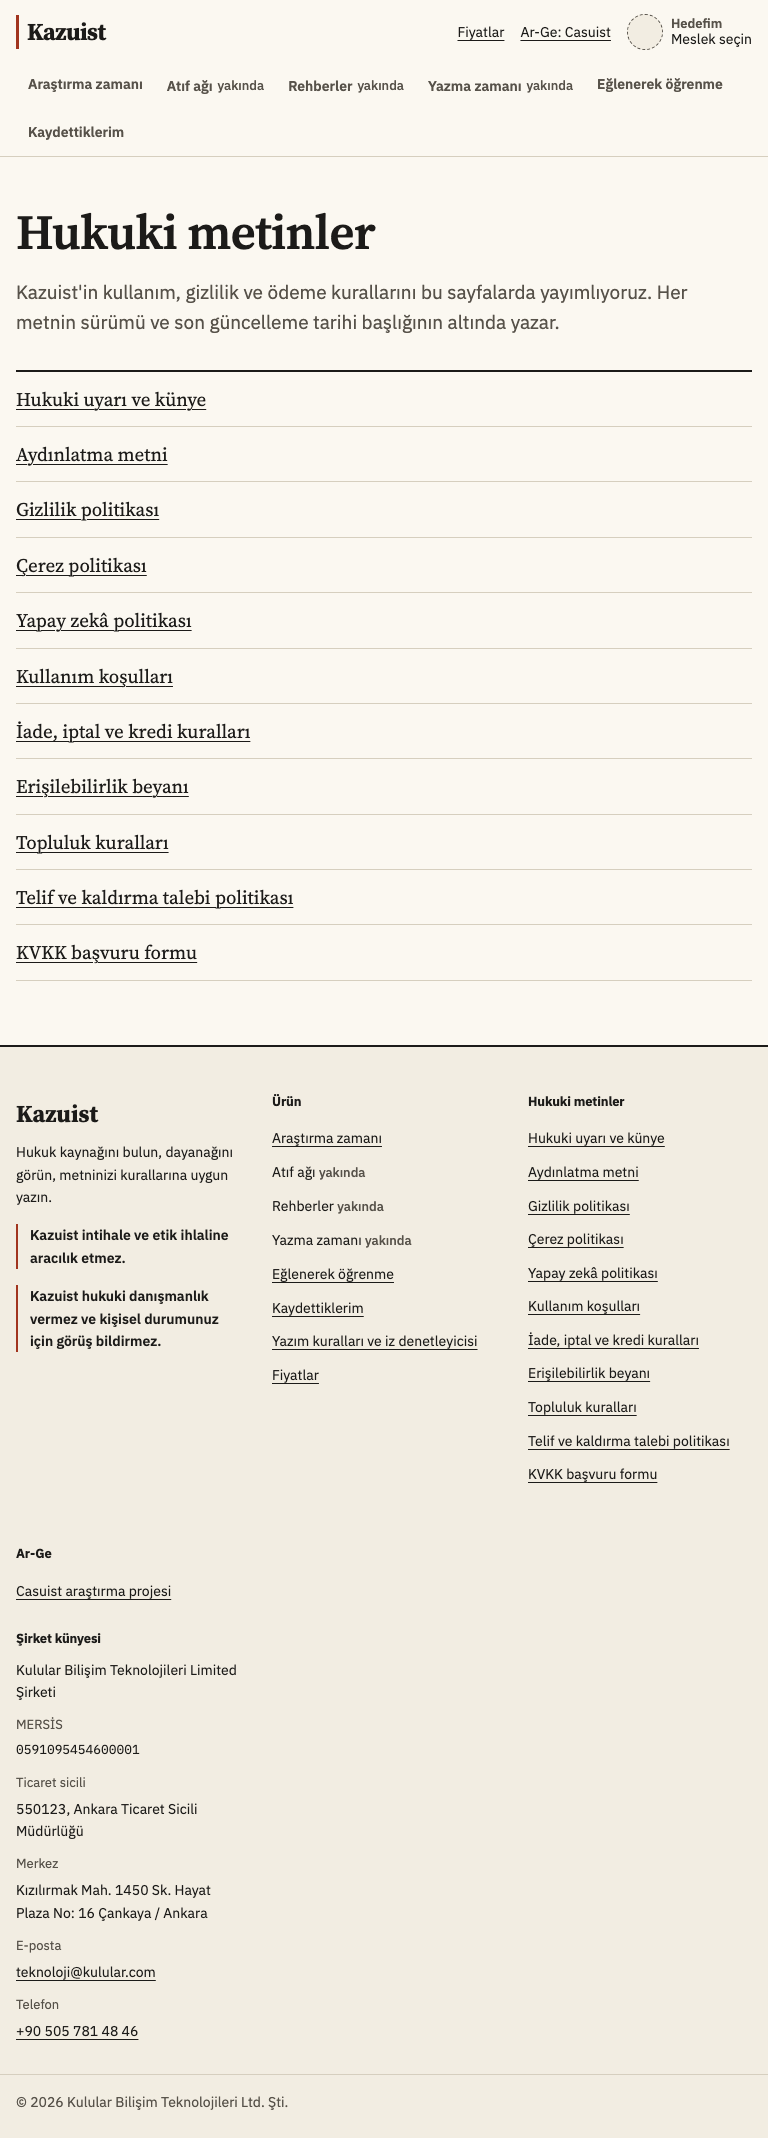 Kazuist
Fiyatlar
Ar-Ge: Casuist
Hedefim
Meslek seçin
Araştırma zamanı
Atıf ağı yakında
Rehberler yakında
Yazma zamanı yakında
Eğlenerek öğrenme
Kaydettiklerim
Hukuki metinler
Kazuist'in kullanım, gizlilik ve ödeme kurallarını bu sayfalarda yayımlıyoruz. Her
metnin sürümü ve son güncelleme tarihi başlığının altında yazar.
Hukuki uyarı ve künye
Aydınlatma metni
Gizlilik politikası
Çerez politikası
Yapay zekâ politikası
Kullanım koşulları
İade, iptal ve kredi kuralları
Erişilebilirlik beyanı
Topluluk kuralları
Telif ve kaldırma talebi politikası
KVKK başvuru formu
Kazuist
Hukuk kaynağını bulun, dayanağını
görün, metninizi kurallarına uygun
yazın.
Kazuist intihale ve etik ihlaline
aracılık etmez.
Kazuist hukuki danışmanlık
vermez ve kişisel durumunuz
için görüş bildirmez.
Ürün
Araştırma zamanı
Atıf ağı yakında
Rehberler yakında
Yazma zamanı yakında
Eğlenerek öğrenme
Kaydettiklerim
Yazım kuralları ve iz denetleyicisi
Fiyatlar
Hukuki metinler
Hukuki uyarı ve künye
Aydınlatma metni
Gizlilik politikası
Çerez politikası
Yapay zekâ politikası
Kullanım koşulları
İade, iptal ve kredi kuralları
Erişilebilirlik beyanı
Topluluk kuralları
Telif ve kaldırma talebi politikası
KVKK başvuru formu
Ar-Ge
Casuist araştırma projesi
Şirket künyesi
Kulular Bilişim Teknolojileri Limited
Şirketi
MERSİS
0591095454600001
Ticaret sicili
550123, Ankara Ticaret Sicili
Müdürlüğü
Merkez
Kızılırmak Mah. 1450 Sk. Hayat
Plaza No: 16 Çankaya / Ankara
E-posta
teknoloji@kulular.com
Telefon
+90 505 781 48 46
© 2026 Kulular Bilişim Teknolojileri Ltd. Şti.